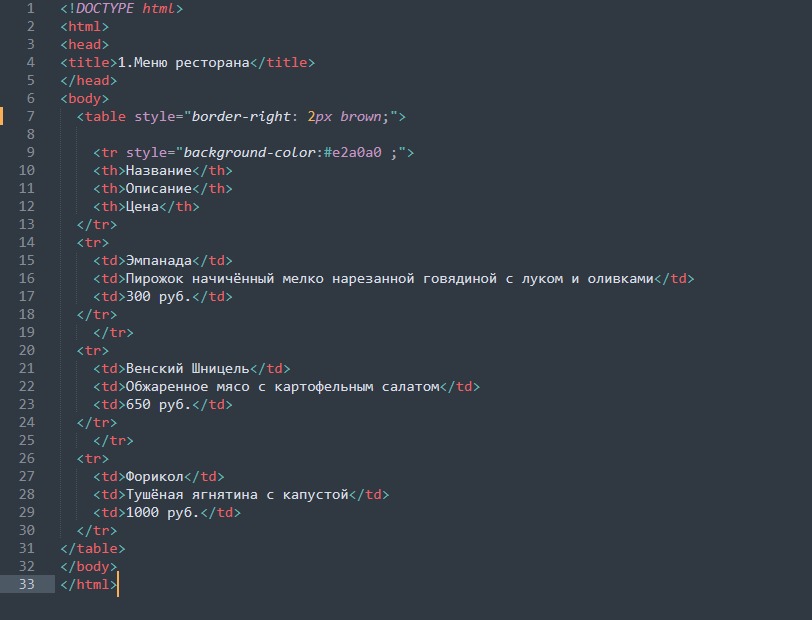 1 <!DOCTYPE html>
2 <html>
3 <head>
4 <title>1.Меню ресторана</title>
5 </head>
6 <body>
7 <table style="border-right: 2px brown;">
8
9 <tr style="background-color:#e2a0a0 ;">
10 <th>Название</th>
11 <th>Описание</th>
12 <th>Цена</th>
13 </tr>
14 <tr>
15 <td>Эмпанада</td>
16 <td>Пирожок начичённый мелко нарезанной говядиной с луком и оливками</td>
17 <td>300 руб.</td>
18 </tr>
19 </tr>
20 <tr>
21 <td>Венский Шницель</td>
22 <td>Обжаренное мясо с картофельным салатом</td>
23 <td>650 руб.</td>
24 </tr>
25 </tr>
26 <tr>
27 <td>Форикол</td>
28 <td>Тушёная ягнятина с капустой</td>
29 <td>1000 руб.</td>
30 </tr>
31 </table>
32 </body>
33 </html>